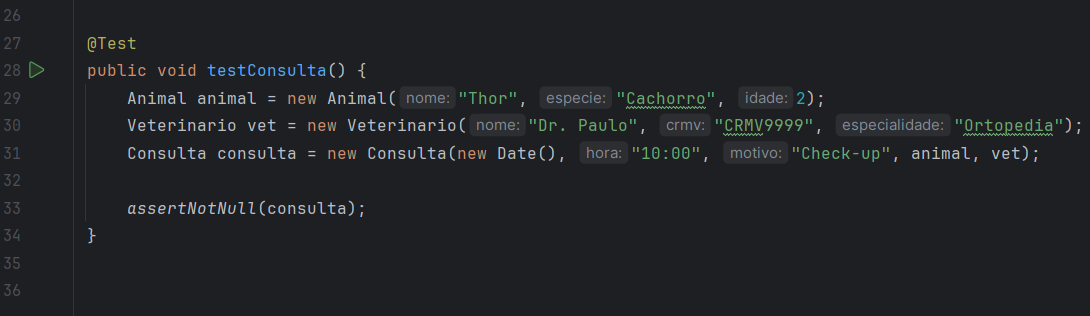 26
27 @Test
28 public void testConsulta() {
29 Animal animal = new Animal( nome: "Thor", especie: "Cachorro", idade: 2);
30 Veterinario vet = new Veterinario( nome: "Dr. Paulo", crmv: "CRMV9999", especialidade: "Ortopedia");
31 Consulta consulta = new Consulta(new Date(), hora: "10:00", motivo: "Check-up", animal, vet);
32
33 assertNotNull(consulta);
34 }
35
36